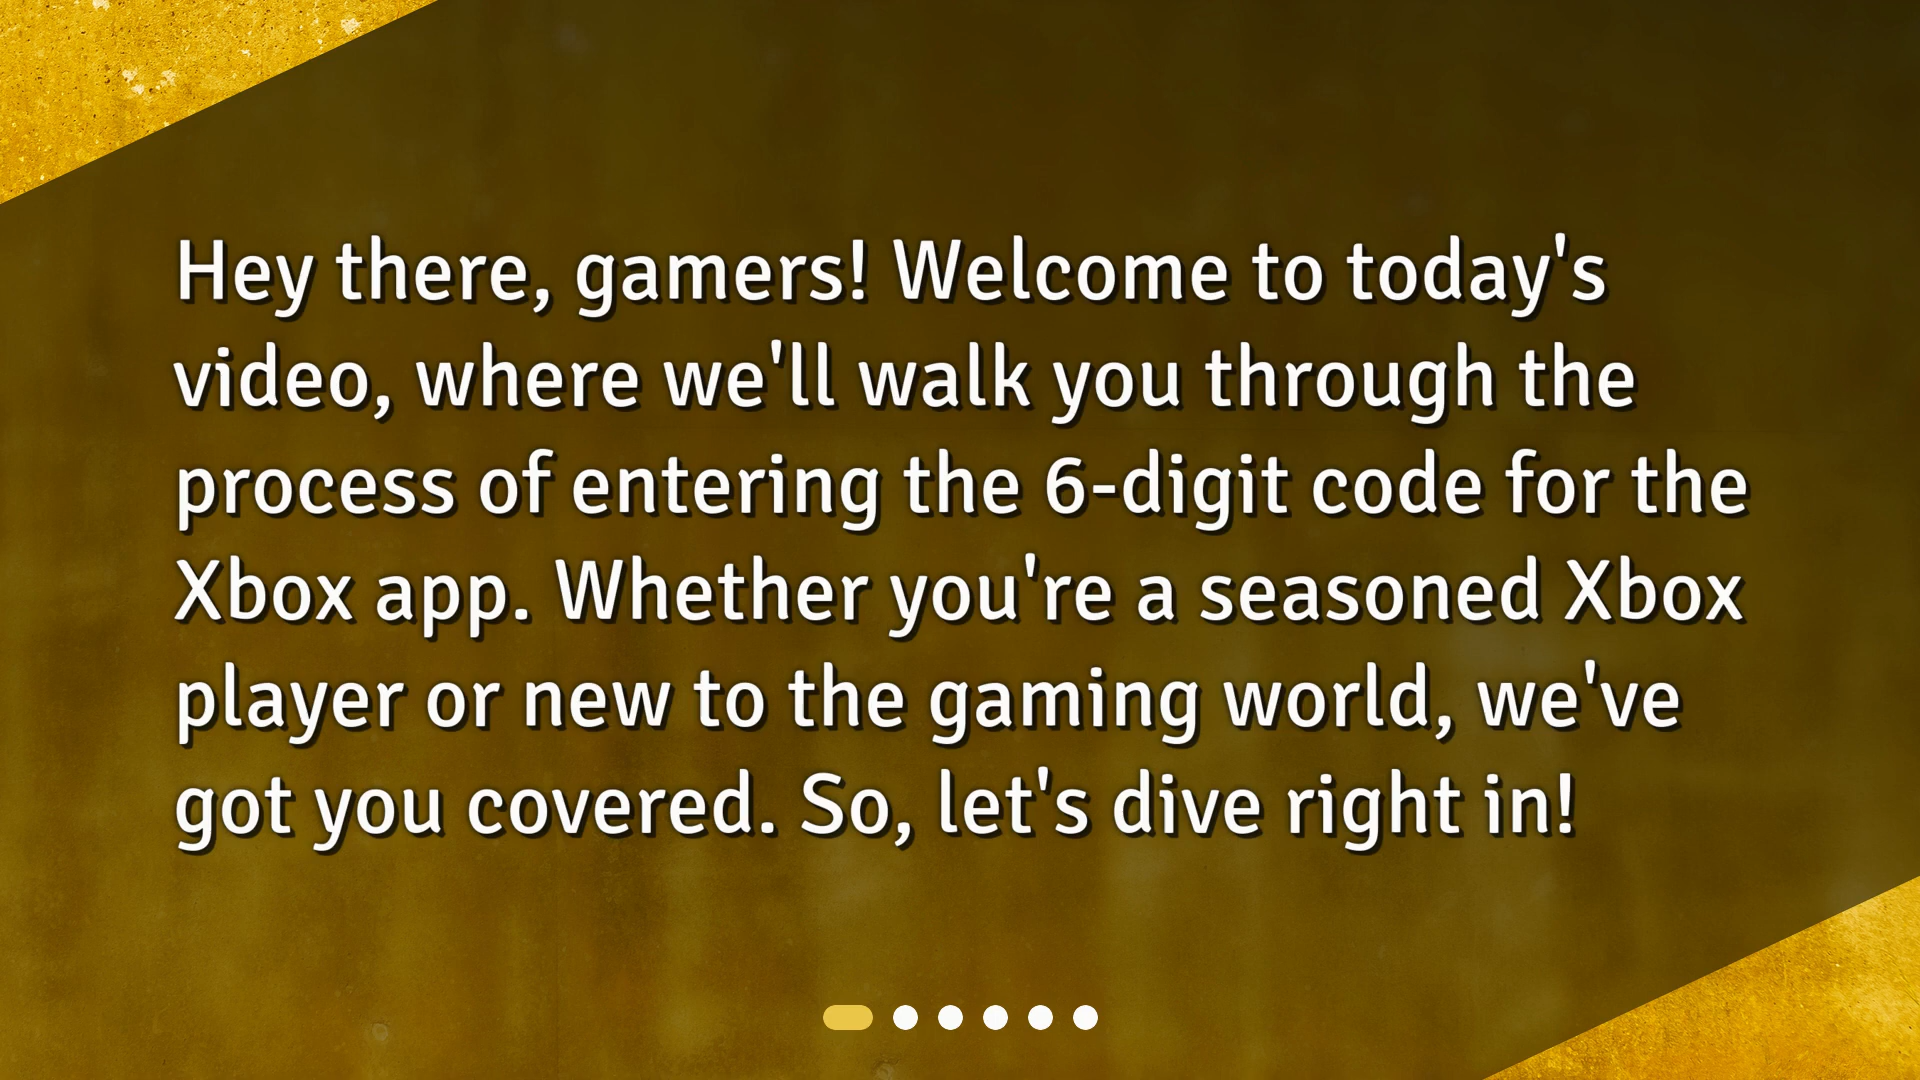 Hey there, gamers! Welcome to today's
video, where we'll walk you through the
process of entering the 6-digit code for the
Xbox app. Whether you're a seasoned Xbox
player or new to the gaming world, we've
got you covered. So, let's dive right in!